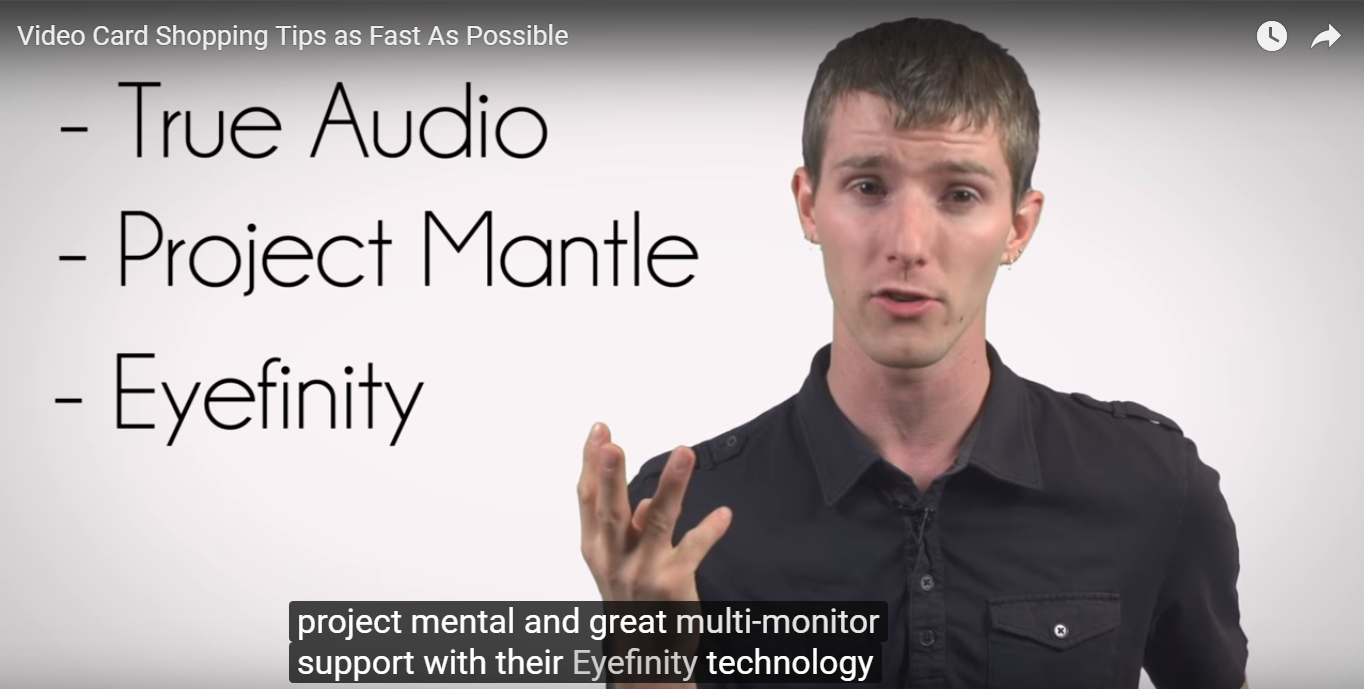 Video Card Shopping Tips as Fast As Possible
- True Audio
- Project Mantle
- Eyefinity
project mental and great multi-monitor
support with their Eyefinity technology